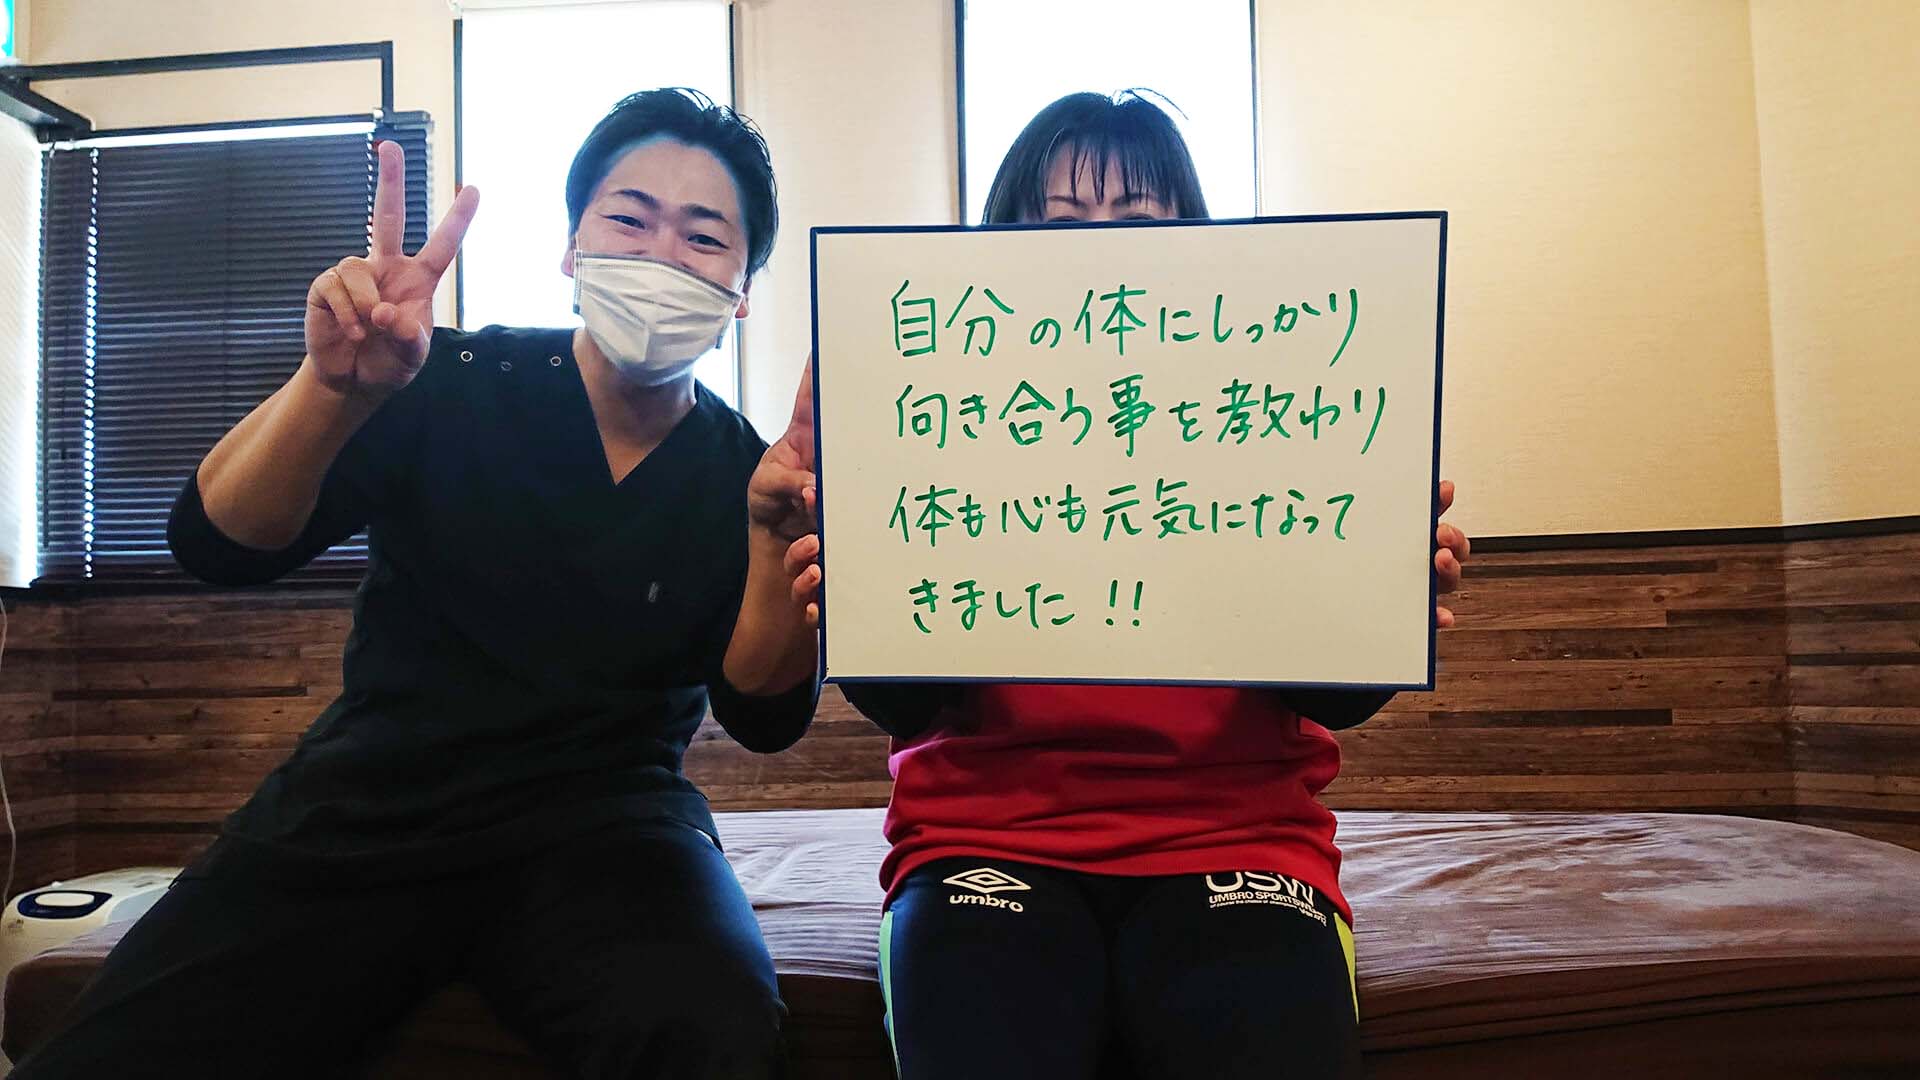 自分の体にしっかり
向き合う事を教わり
体も心も元気になって
きました!!
umbro
USW
UMBRO SPORTSW